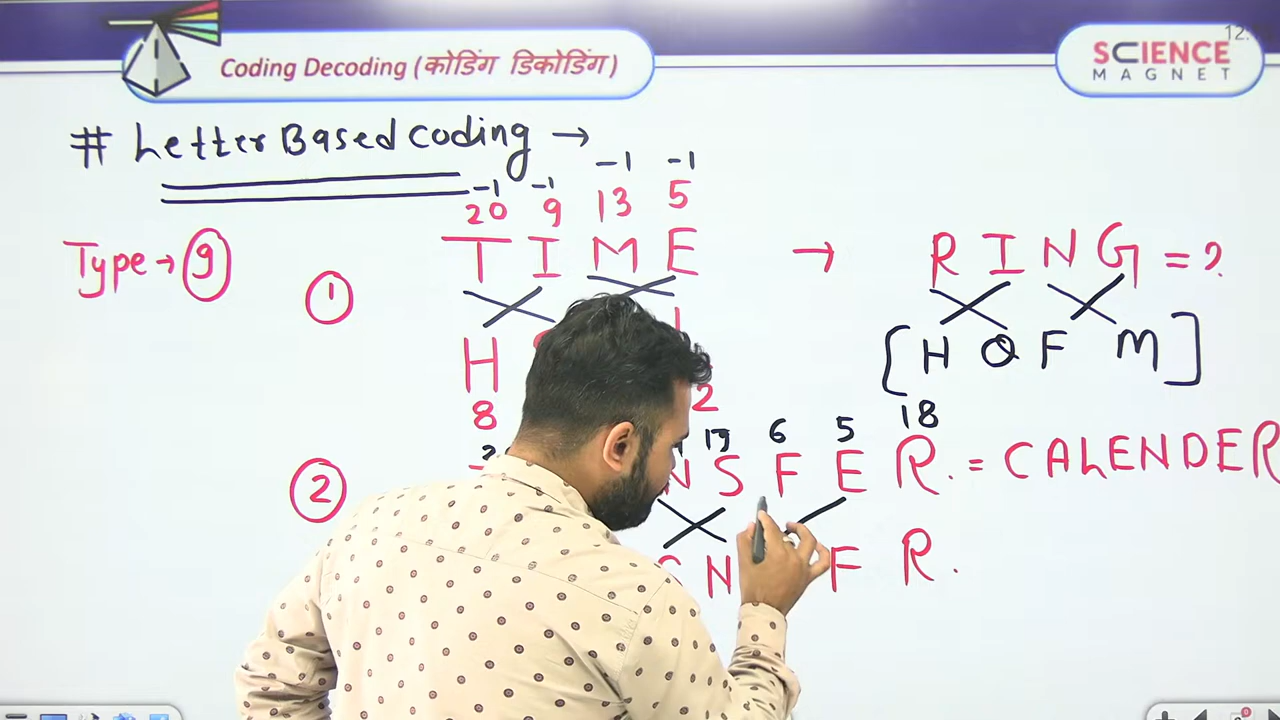 12.
Coding Decoding (कोडिंग डिकोडिंग)
SCIENCE
MAGNET
# Letter Based Coding →
-1 -1 -1 -1
20 9 13 5
Type → 9
1
T I M E → R I N G = ?
H
[H Q F M]
8 2
19 6 5 18
2
N S F E R. = CALENDER
N F R.